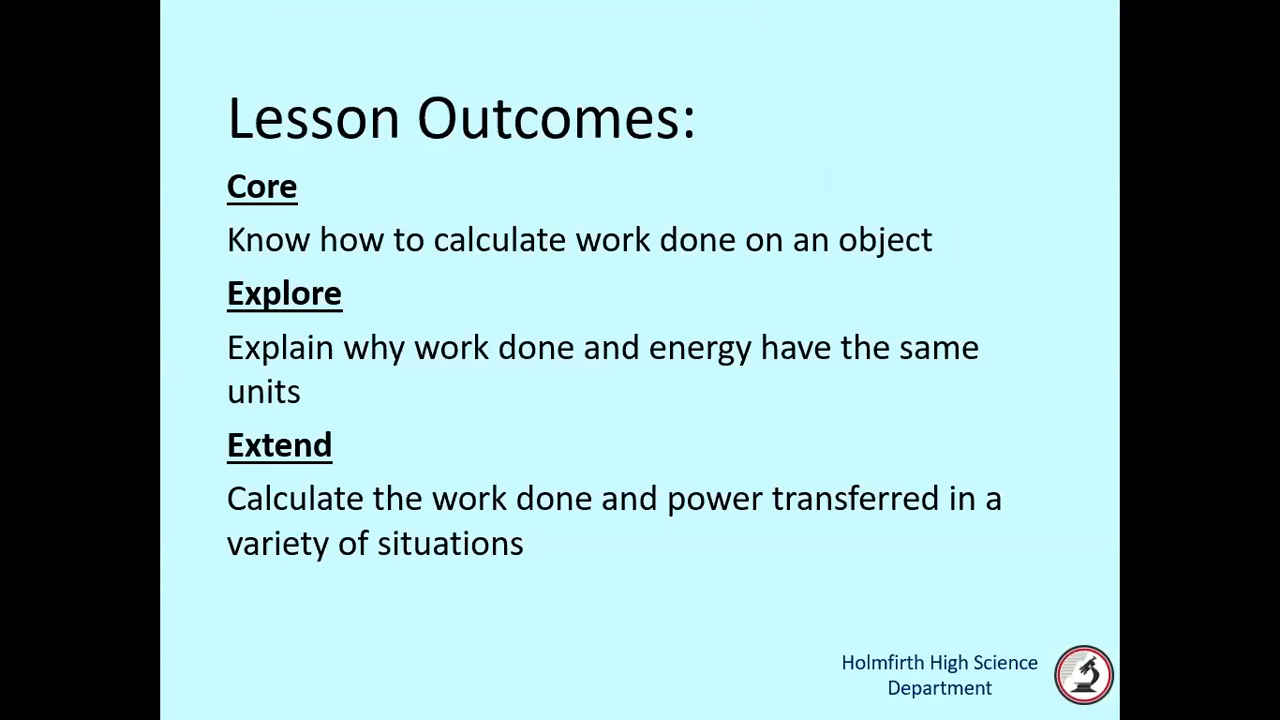 Lesson Outcomes:
Core
Know how to calculate work done on an object
Explore
Explain why work done and energy have the same
units
Extend
Calculate the work done and power transferred in a
variety of situations
Holmfirth High Science
Department